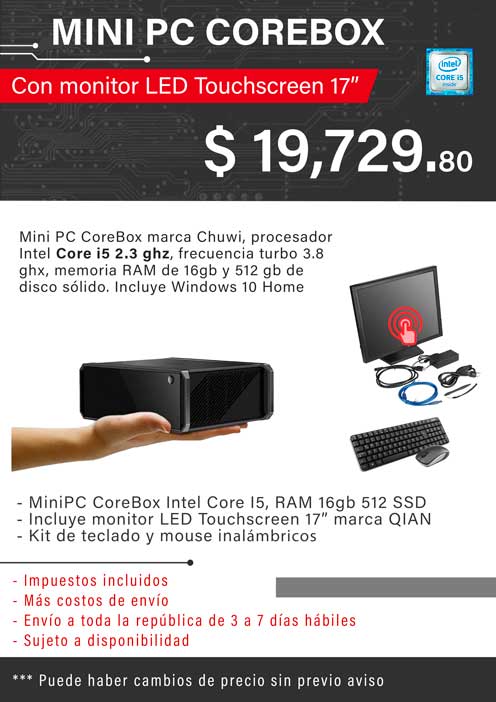 MINI PC COREBOX
Con monitor LED Touchscreen 17”
intel
CORE i5
inside
$ 19,729.80
Mini PC CoreBox marca Chuwi, procesador
Intel Core i5 2.3 ghz, frecuencia turbo 3.8
ghx, memoria RAM de 16gb y 512 gb de
disco sólido. Incluye Windows 10 Home
- MiniPC CoreBox Intel Core I5, RAM 16gb 512 SSD
- Incluye monitor LED Touchscreen 17” marca QIAN
- Kit de teclado y mouse inalámbricos
- Impuestos incluidos
- Más costos de envío
- Envío a toda la república de 3 a 7 días hábiles
- Sujeto a disponibilidad
*** Puede haber cambios de precio sin previo aviso